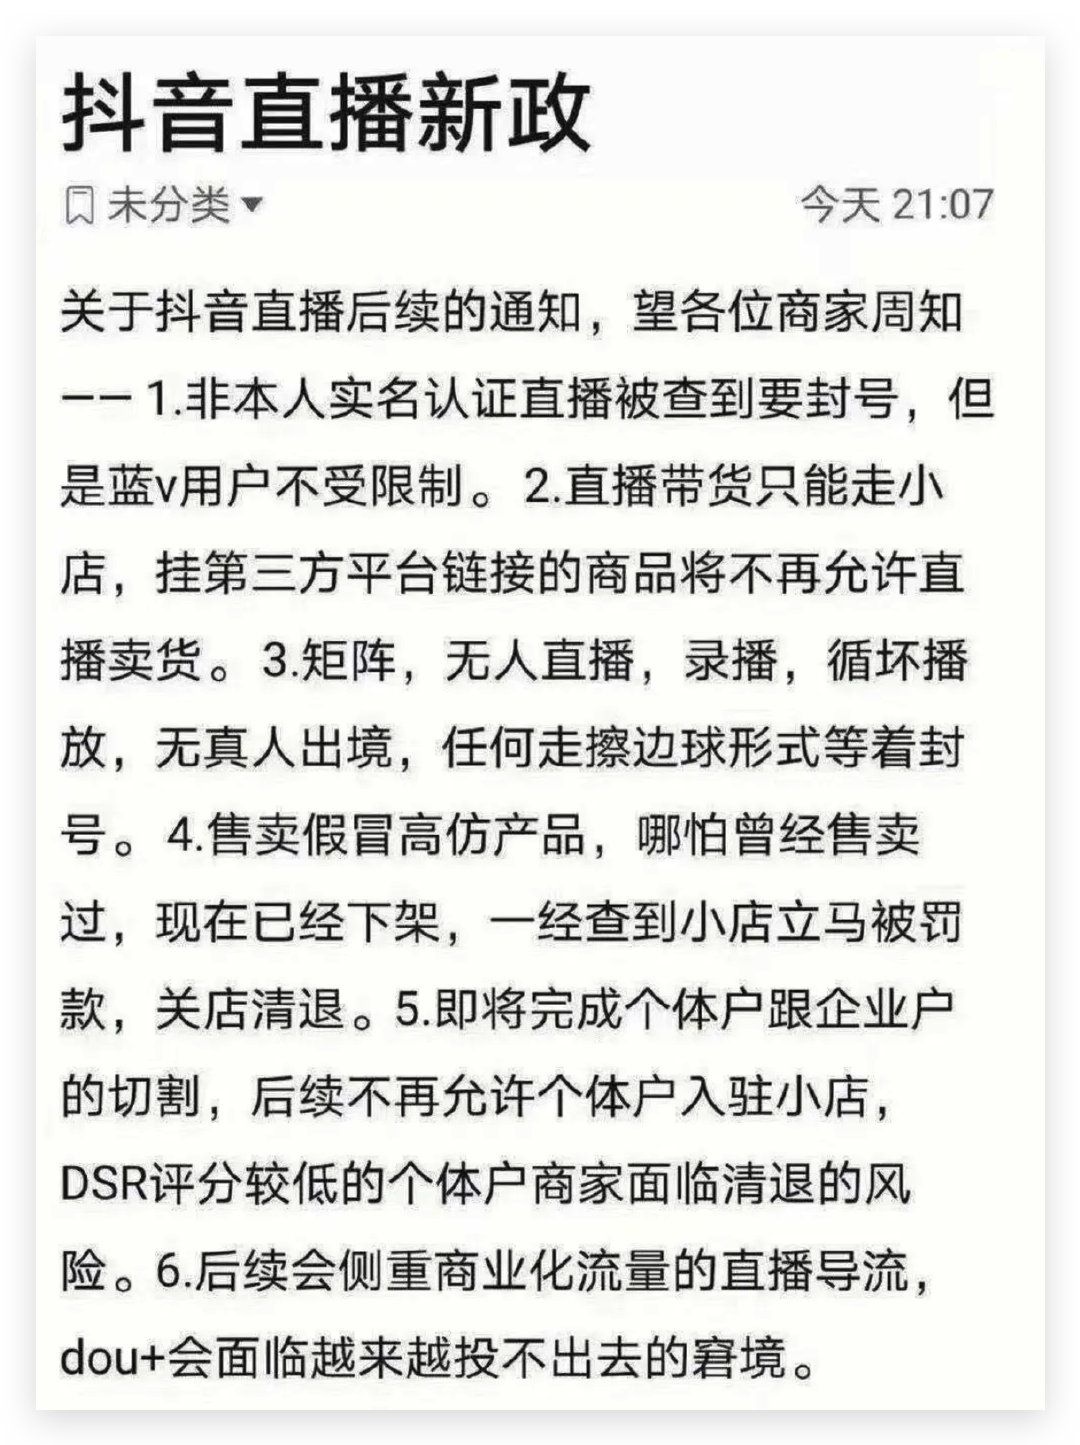 抖音直播新政
未分类
今天 21:07
关于抖音直播后续的通知，望各位商家周知
—— 1.非本人实名认证直播被查到要封号，但
是蓝v用户不受限制。2.直播带货只能走小
店，挂第三方平台链接的商品将不再允许直
播卖货。3.矩阵，无人直播，录播，循坏播
放，无真人出境，任何走擦边球形式等着封
号。4.售卖假冒高仿产品，哪怕曾经售卖
过，现在已经下架，一经查到小店立马被罚
款，关店清退。5.即将完成个体户跟企业户
的切割，后续不再允许个体户入驻小店，
DSR评分较低的个体户商家面临清退的风
险。6.后续会侧重商业化流量的直播导流，
dou+会面临越来越投不出去的窘境。